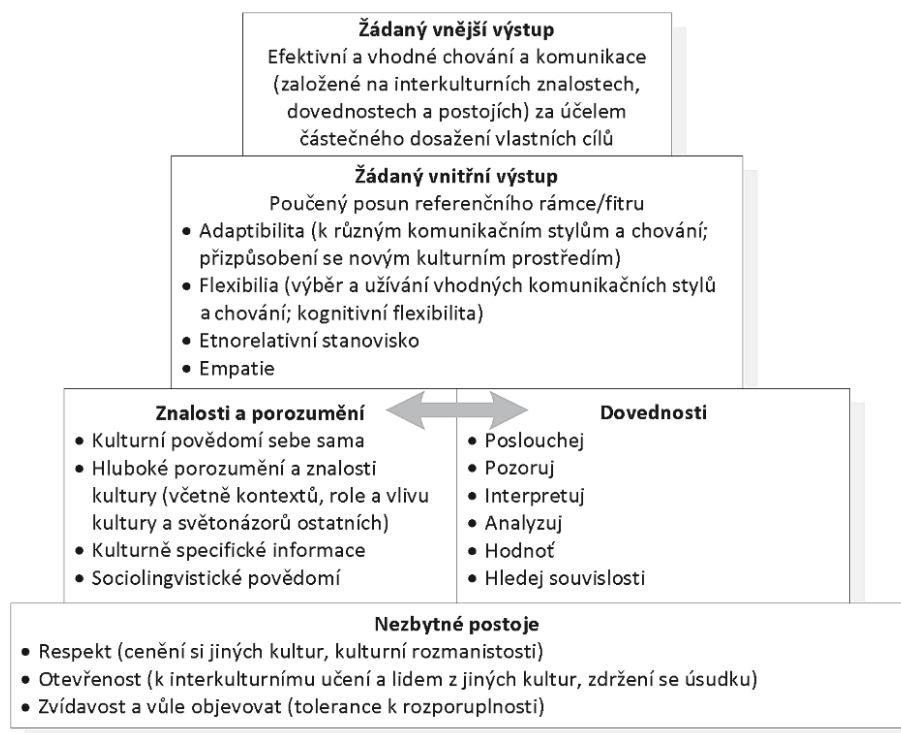 Žádaný vnější výstup
Efektivní a vhodné chování a komunikace
(založené na interkulturních znalostech,
dovednostech a postojích) za účelem
částečného dosažení vlastních cílů
Žádaný vnitřní výstup
Poučený posun referenčního rámce/fitru
• Adaptibilita (k různým komunikačním stylům a chování;
přizpůsobení se novým kulturním prostředím)
• Flexibilia (výběr a užívání vhodných komunikačních stylů
a chování; kognitivní flexibilita)
• Etnorelativní stanovisko
• Empatie
Znalosti a porozumění
• Kulturní povědomí sebe sama
• Hluboké porozumění a znalosti
kultury (včetně kontextů, role a vlivu
kultury a světonázorů ostatních)
• Kulturně specifické informace
• Sociolingvistické povědomí
Dovednosti
• Poslouchej
• Pozoruj
• Interpretuj
• Analyzuj
• Hodnoť
• Hledej souvislosti
Nezbytné postoje
• Respekt (cenění si jiných kultur, kulturní rozmanistosti)
• Otevřenost (k interkulturnímu učení a lidem z jiných kultur, zdržení se úsudku)
• Zvídavost a vůle objevovat (tolerance k rozporuplnosti)